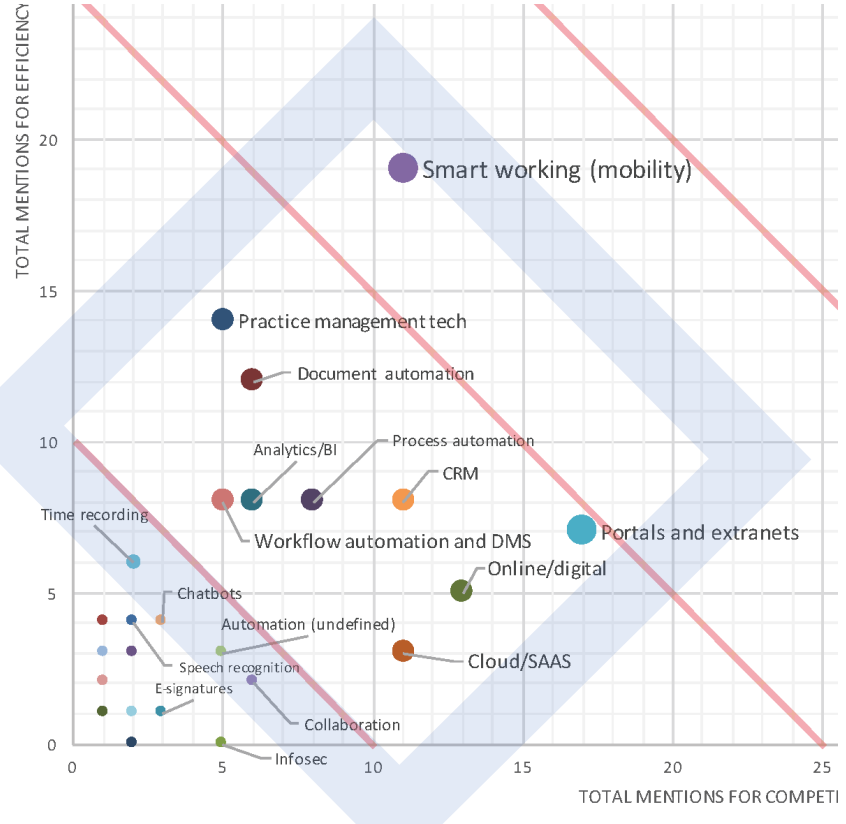 TOTAL MENTIONS FOR EFFICIENCY
20
Smart working (mobility)
15
Practice management tech
Document automation
10
Analytics/BI
Process automation
CRM
Time recording
Workflow automation and DMS
Portals and extranets
Online/digital
5
Chatbots
Automation (undefined)
Speech recognition
Cloud/SAAS
E-signatures
Collaboration
0
Infosec
0 5 10 15 20 25
TOTAL MENTIONS FOR COMPETI